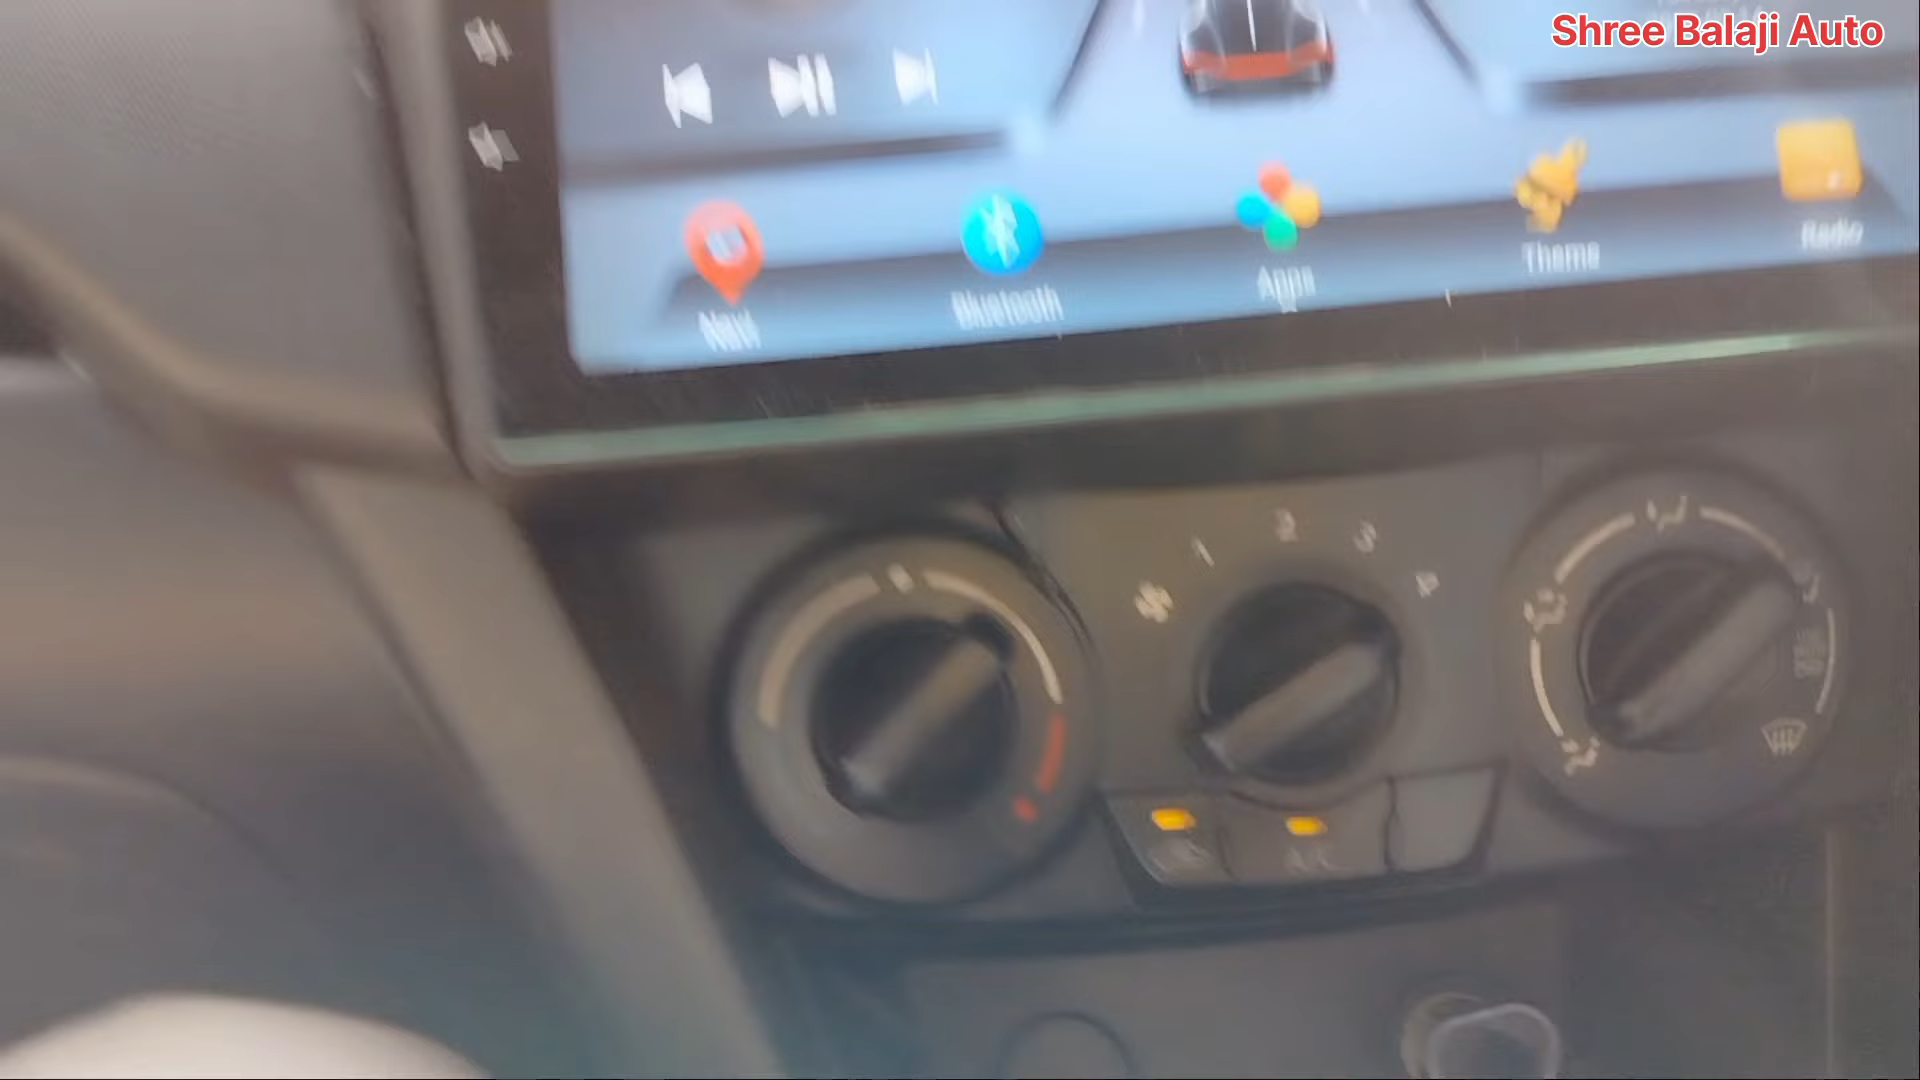 Shree Balaji Auto
Navi
Bluetooth
Apps
Theme
Radio
1
2
3
4
A/C